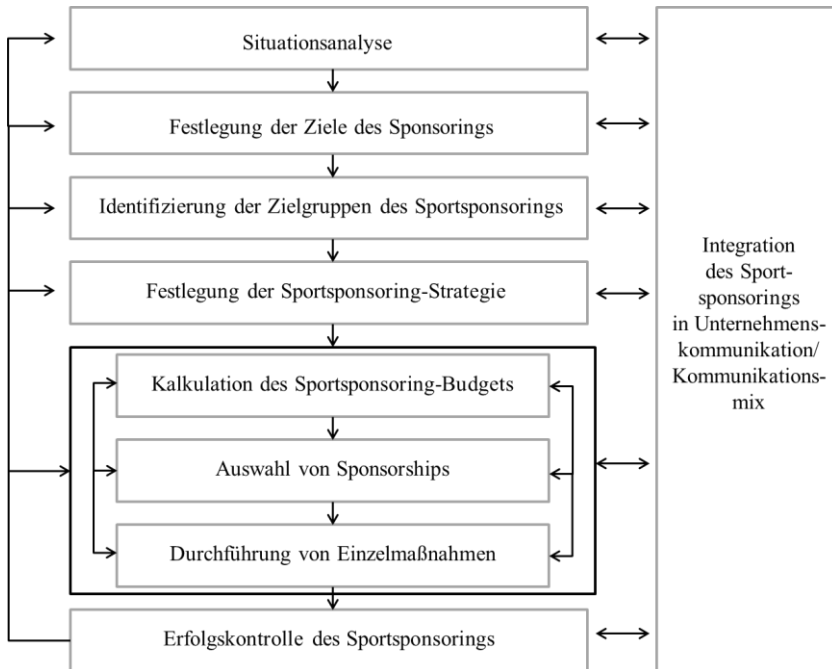 Situationsanalyse
Festlegung der Ziele des Sponsorings
Identifizierung der Zielgruppen des Sportsponsorings
Festlegung der Sportsponsoring-Strategie
Kalkulation des Sportsponsoring-Budgets
Auswahl von Sponsorships
Durchführung von Einzelmaßnahmen
Erfolgskontrolle des Sportsponsorings
Integration
des Sport-
sponsorings
in Unternehmens-
kommunikation/
Kommunikations-
mix